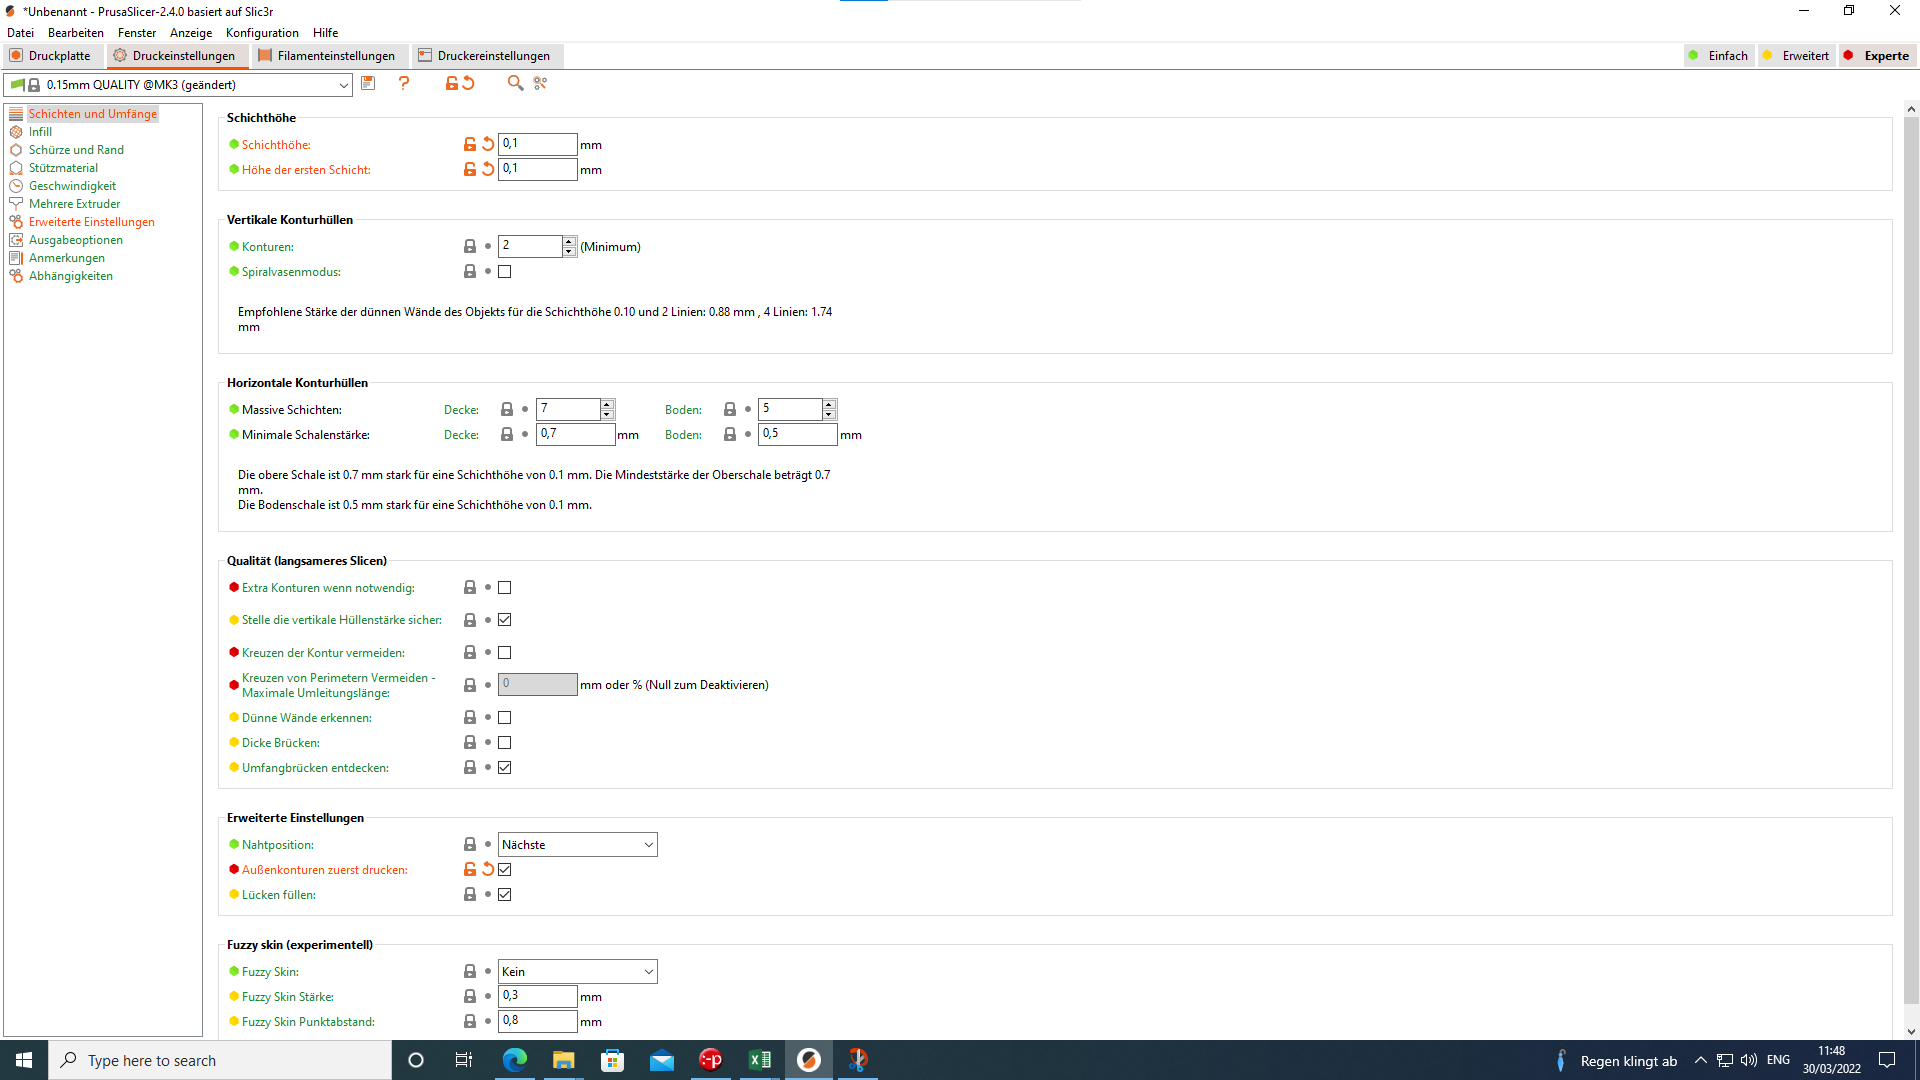 *Unbenannt - PrusaSlicer-2.4.0 basiert auf Slic3r
Datei Bearbeiten Fenster Anzeige Konfiguration Hilfe
Druckplatte Druckeinstellungen Filamenteinstellungen Druckereinstellungen Einfach Erweitert Experte
0.15mm QUALITY @MK3 (geändert)
Schichten und Umfänge
Infill
Schürze und Rand
Stützmaterial
Geschwindigkeit
Mehrere Extruder
Erweiterte Einstellungen
Ausgabeoptionen
Anmerkungen
Abhängigkeiten
Schichthöhe
Schichthöhe: 0,1 mm
Höhe der ersten Schicht: 0,1 mm
Vertikale Konturhüllen
Konturen: 2 (Minimum)
Spiralvasenmodus:
Empfohlene Stärke der dünnen Wände des Objekts für die Schichthöhe 0.10 und 2 Linien: 0.88 mm , 4 Linien: 1.74
mm
Horizontale Konturhüllen
Massive Schichten: Decke: 7 Boden: 5
Minimale Schalenstärke: Decke: 0,7 mm Boden: 0,5 mm
Die obere Schale ist 0.7 mm stark für eine Schichthöhe von 0.1 mm. Die Mindeststärke der Oberschale beträgt 0.7
mm.
Die Bodenschale ist 0.5 mm stark für eine Schichthöhe von 0.1 mm.
Qualität (langsameres Slicen)
Extra Konturen wenn notwendig:
Stelle die vertikale Hüllenstärke sicher:
Kreuzen der Kontur vermeiden:
Kreuzen von Perimetern Vermeiden -
Maximale Umleitungslänge: 0 mm oder % (Null zum Deaktivieren)
Dünne Wände erkennen:
Dicke Brücken:
Umfangbrücken entdecken:
Erweiterte Einstellungen
Nahtposition: Nächste
Außenkonturen zuerst drucken:
Lücken füllen:
Fuzzy skin (experimentell)
Fuzzy Skin: Kein
Fuzzy Skin Stärke: 0,3 mm
Fuzzy Skin Punktabstand: 0,8 mm
Type here to search
Regen klingt ab
ENG
11:48
30/03/2022